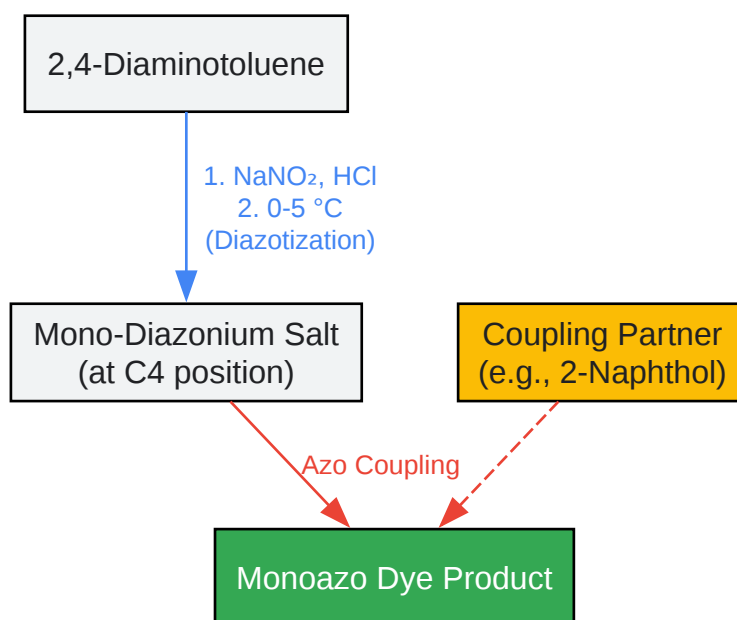 2,4-Diaminotoluene
1. NaNO₂, HCl
2. 0-5 °C
(Diazotization)
Mono-Diazonium Salt
(at C4 position)
Coupling Partner
(e.g., 2-Naphthol)
Azo Coupling
Monoazo Dye Product